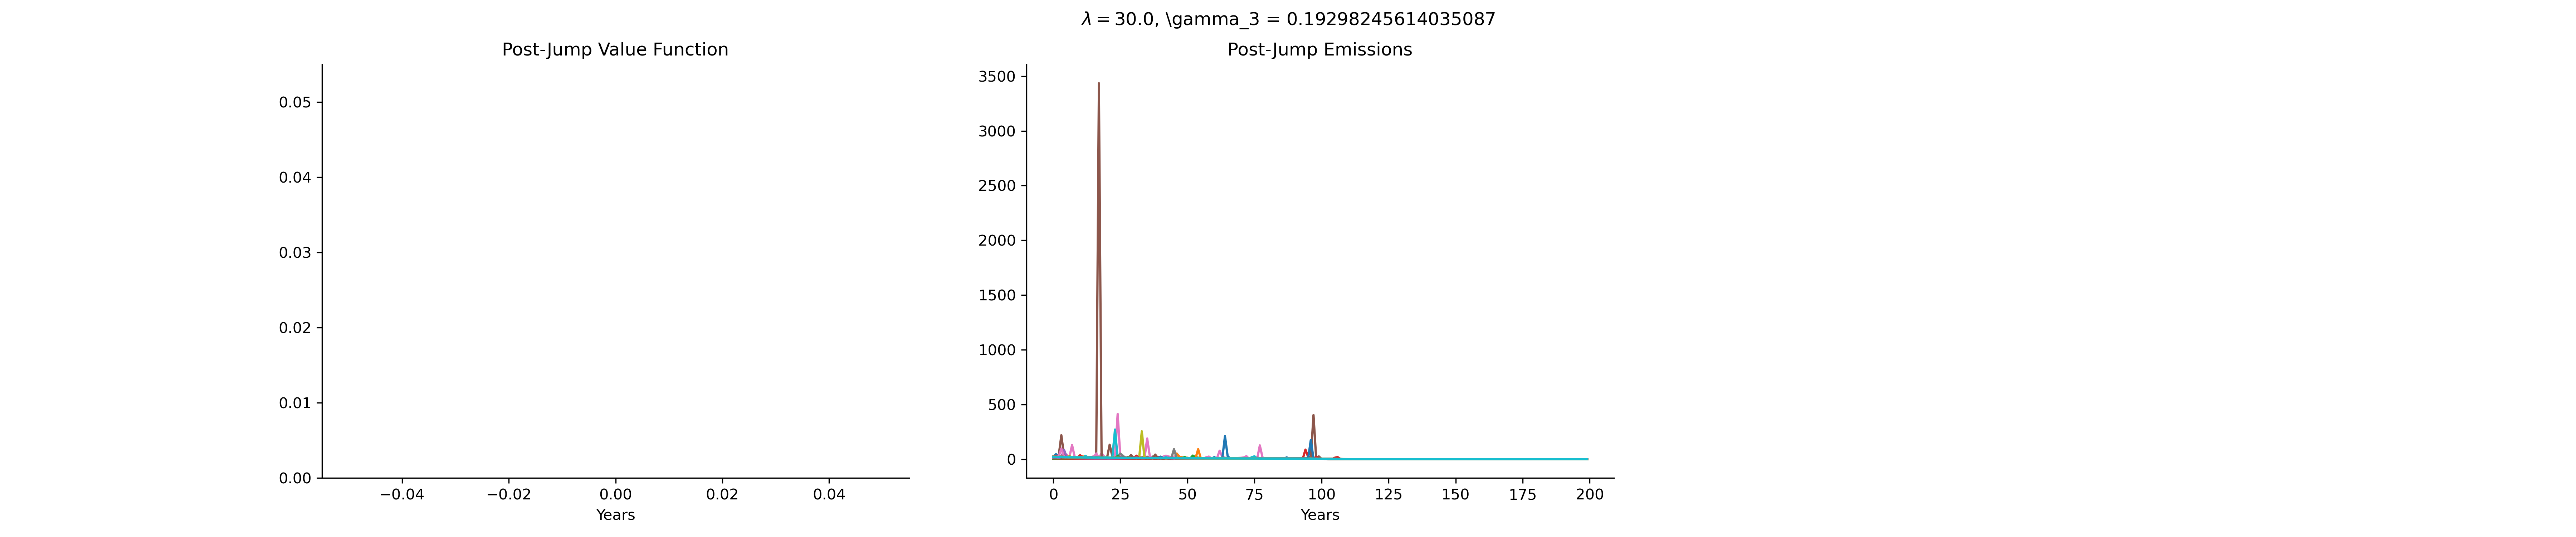 λ = 30.0, \gamma_3 = 0.19298245614035087
Post-Jump Value Function
0.05
0.04
0.03
0.02
0.01
0.00
−0.04 −0.02 0.00 0.02 0.04
Years
Post-Jump Emissions
3500
3000
2500
2000
1500
1000
500
0
0 25 50 75 100 125 150 175 200
Years